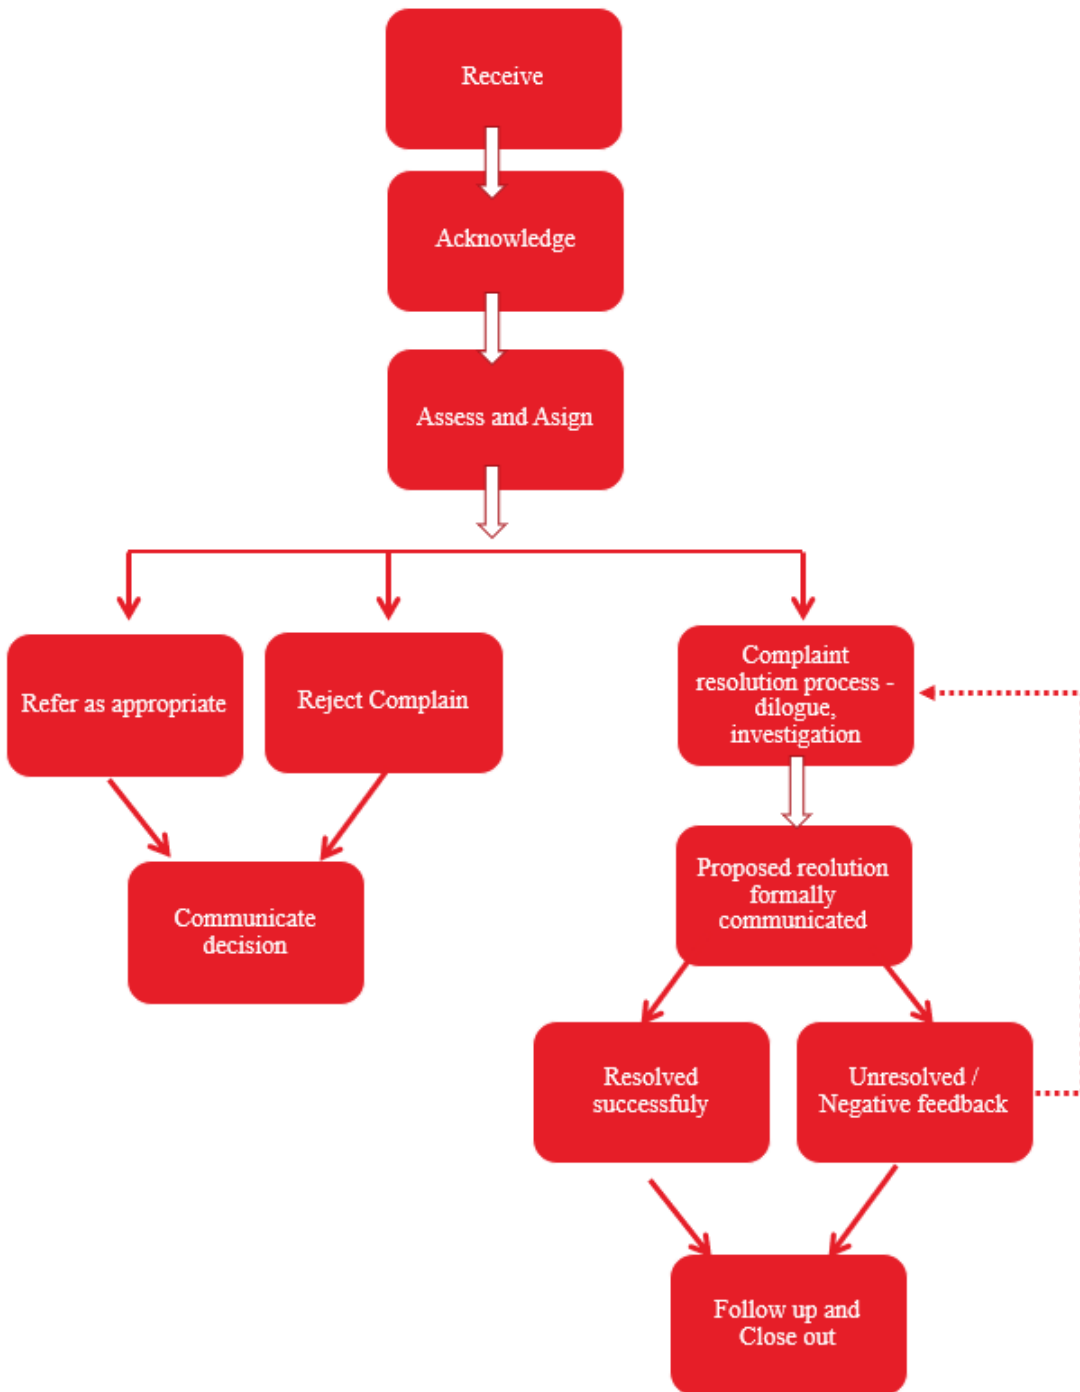 Receive
Acknowledge
Assess and Asign
Refer as appropriate
Reject Complain
Complaint
resolution process -
dilogue,
investigation
Communicate
decision
Proposed reolution
formally
communicated
Resolved
successfuly
Unresolved /
Negative feedback
Follow up and
Close out